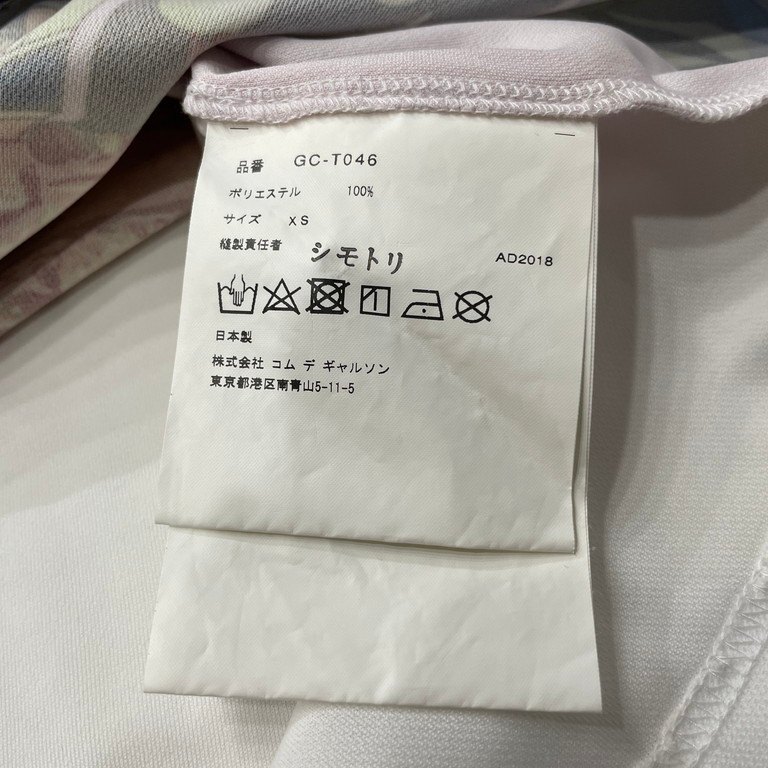 品番 GC-T046
ポリエステル 100%
サイズ XS
縫製責任者 シモトリ AD2018
日本製
株式会社 コム デ ギャルソン
東京都港区南青山5-11-5